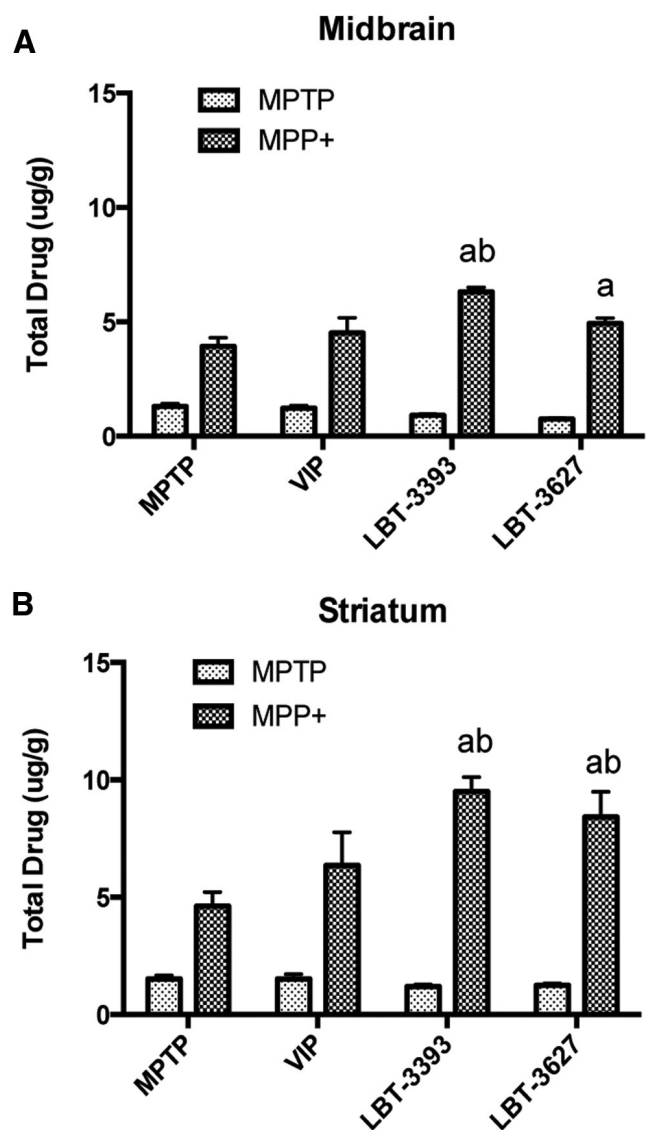 A
Midbrain
MPTP
MPP+
Total Drug (ug/g)
15
10
5
0
ab
a
MPTP
VIP
LBT-3393
LBT-3627
B
Striatum
MPTP
MPP+
Total Drug (ug/g)
15
10
5
0
ab
ab
MPTP
VIP
LBT-3393
LBT-3627